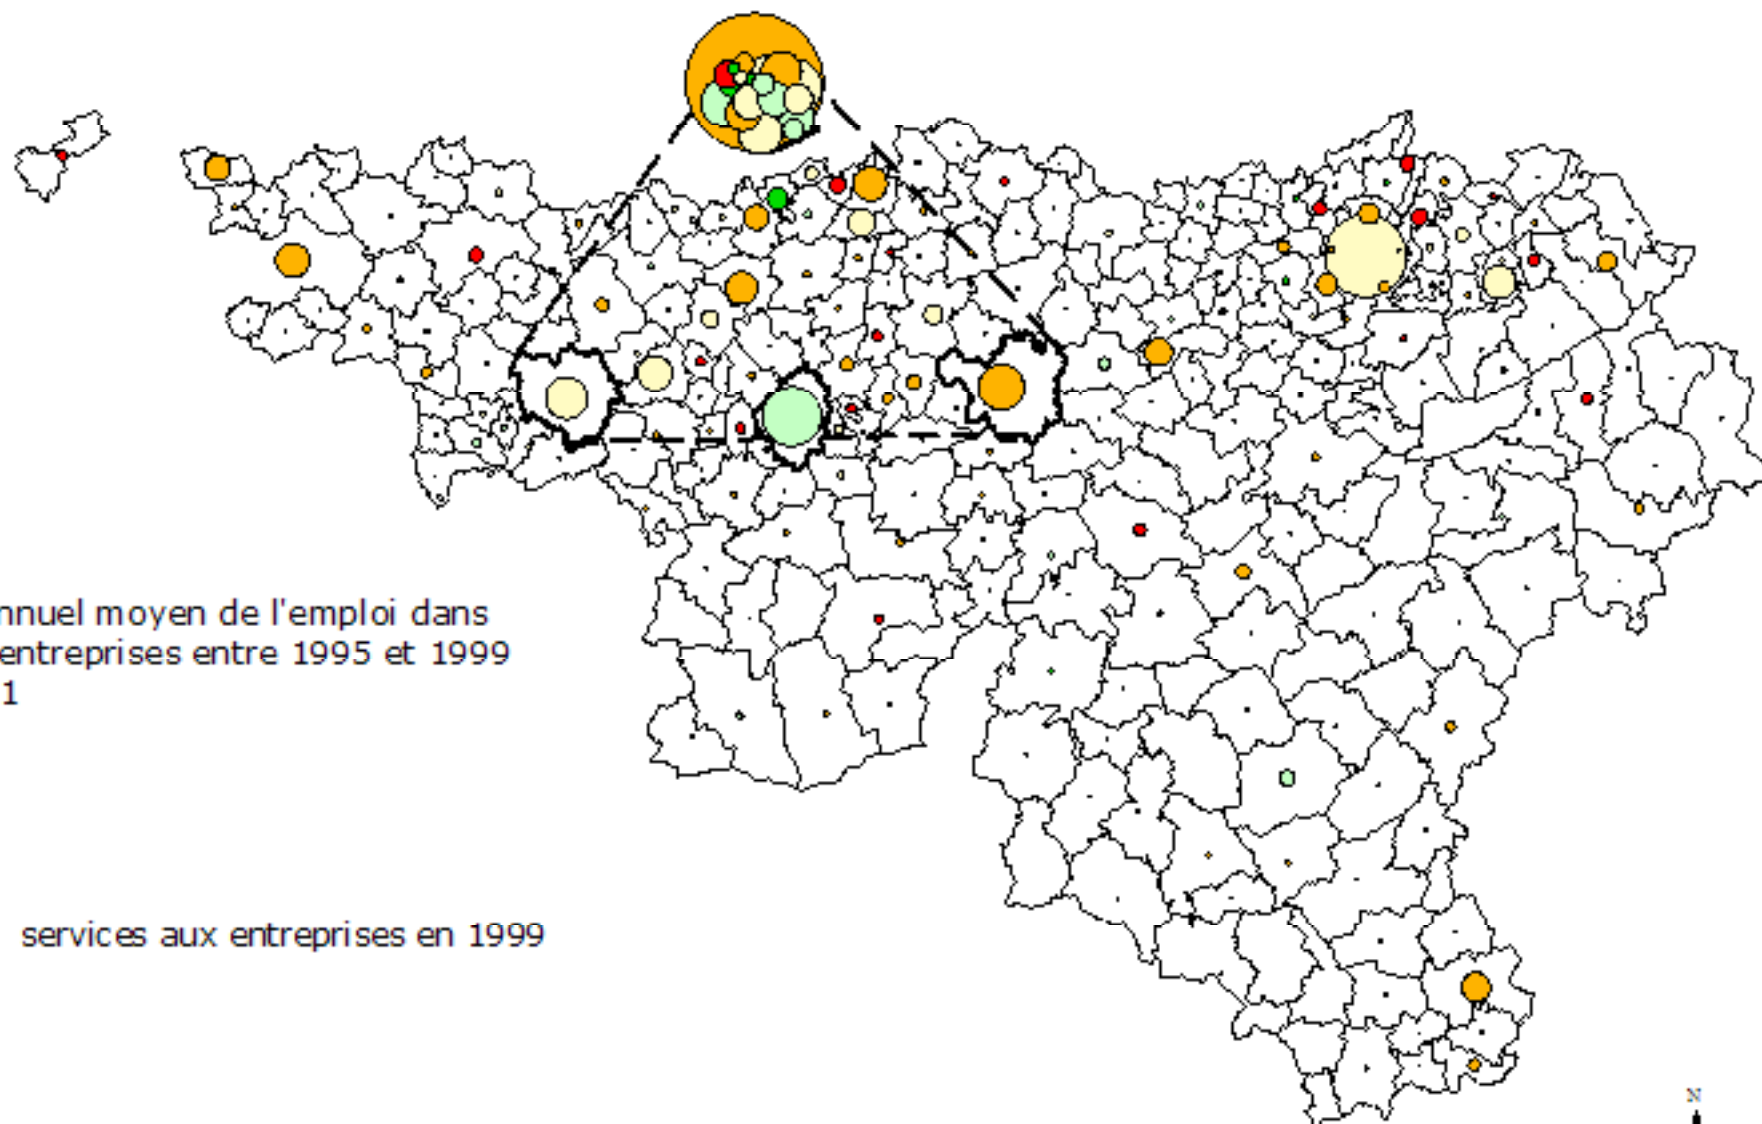 nnuel moyen de l'emploi dans
entreprises entre 1995 et 1999
1
services aux entreprises en 1999
N